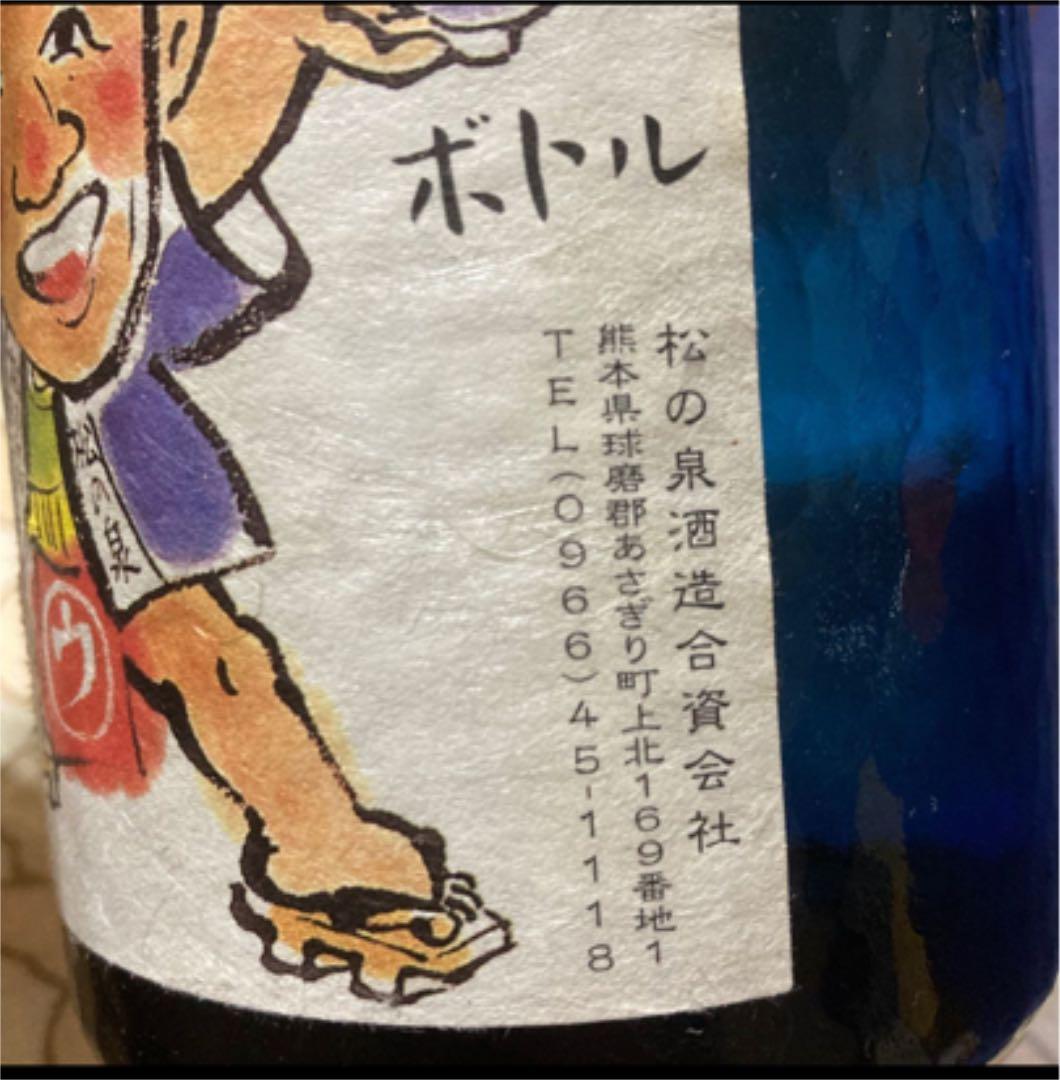 ボトル
松の泉酒造合資会社
熊本県球磨郡あさぎり町上北169番地1
TEL(0966)45-1118
松の泉
ウ